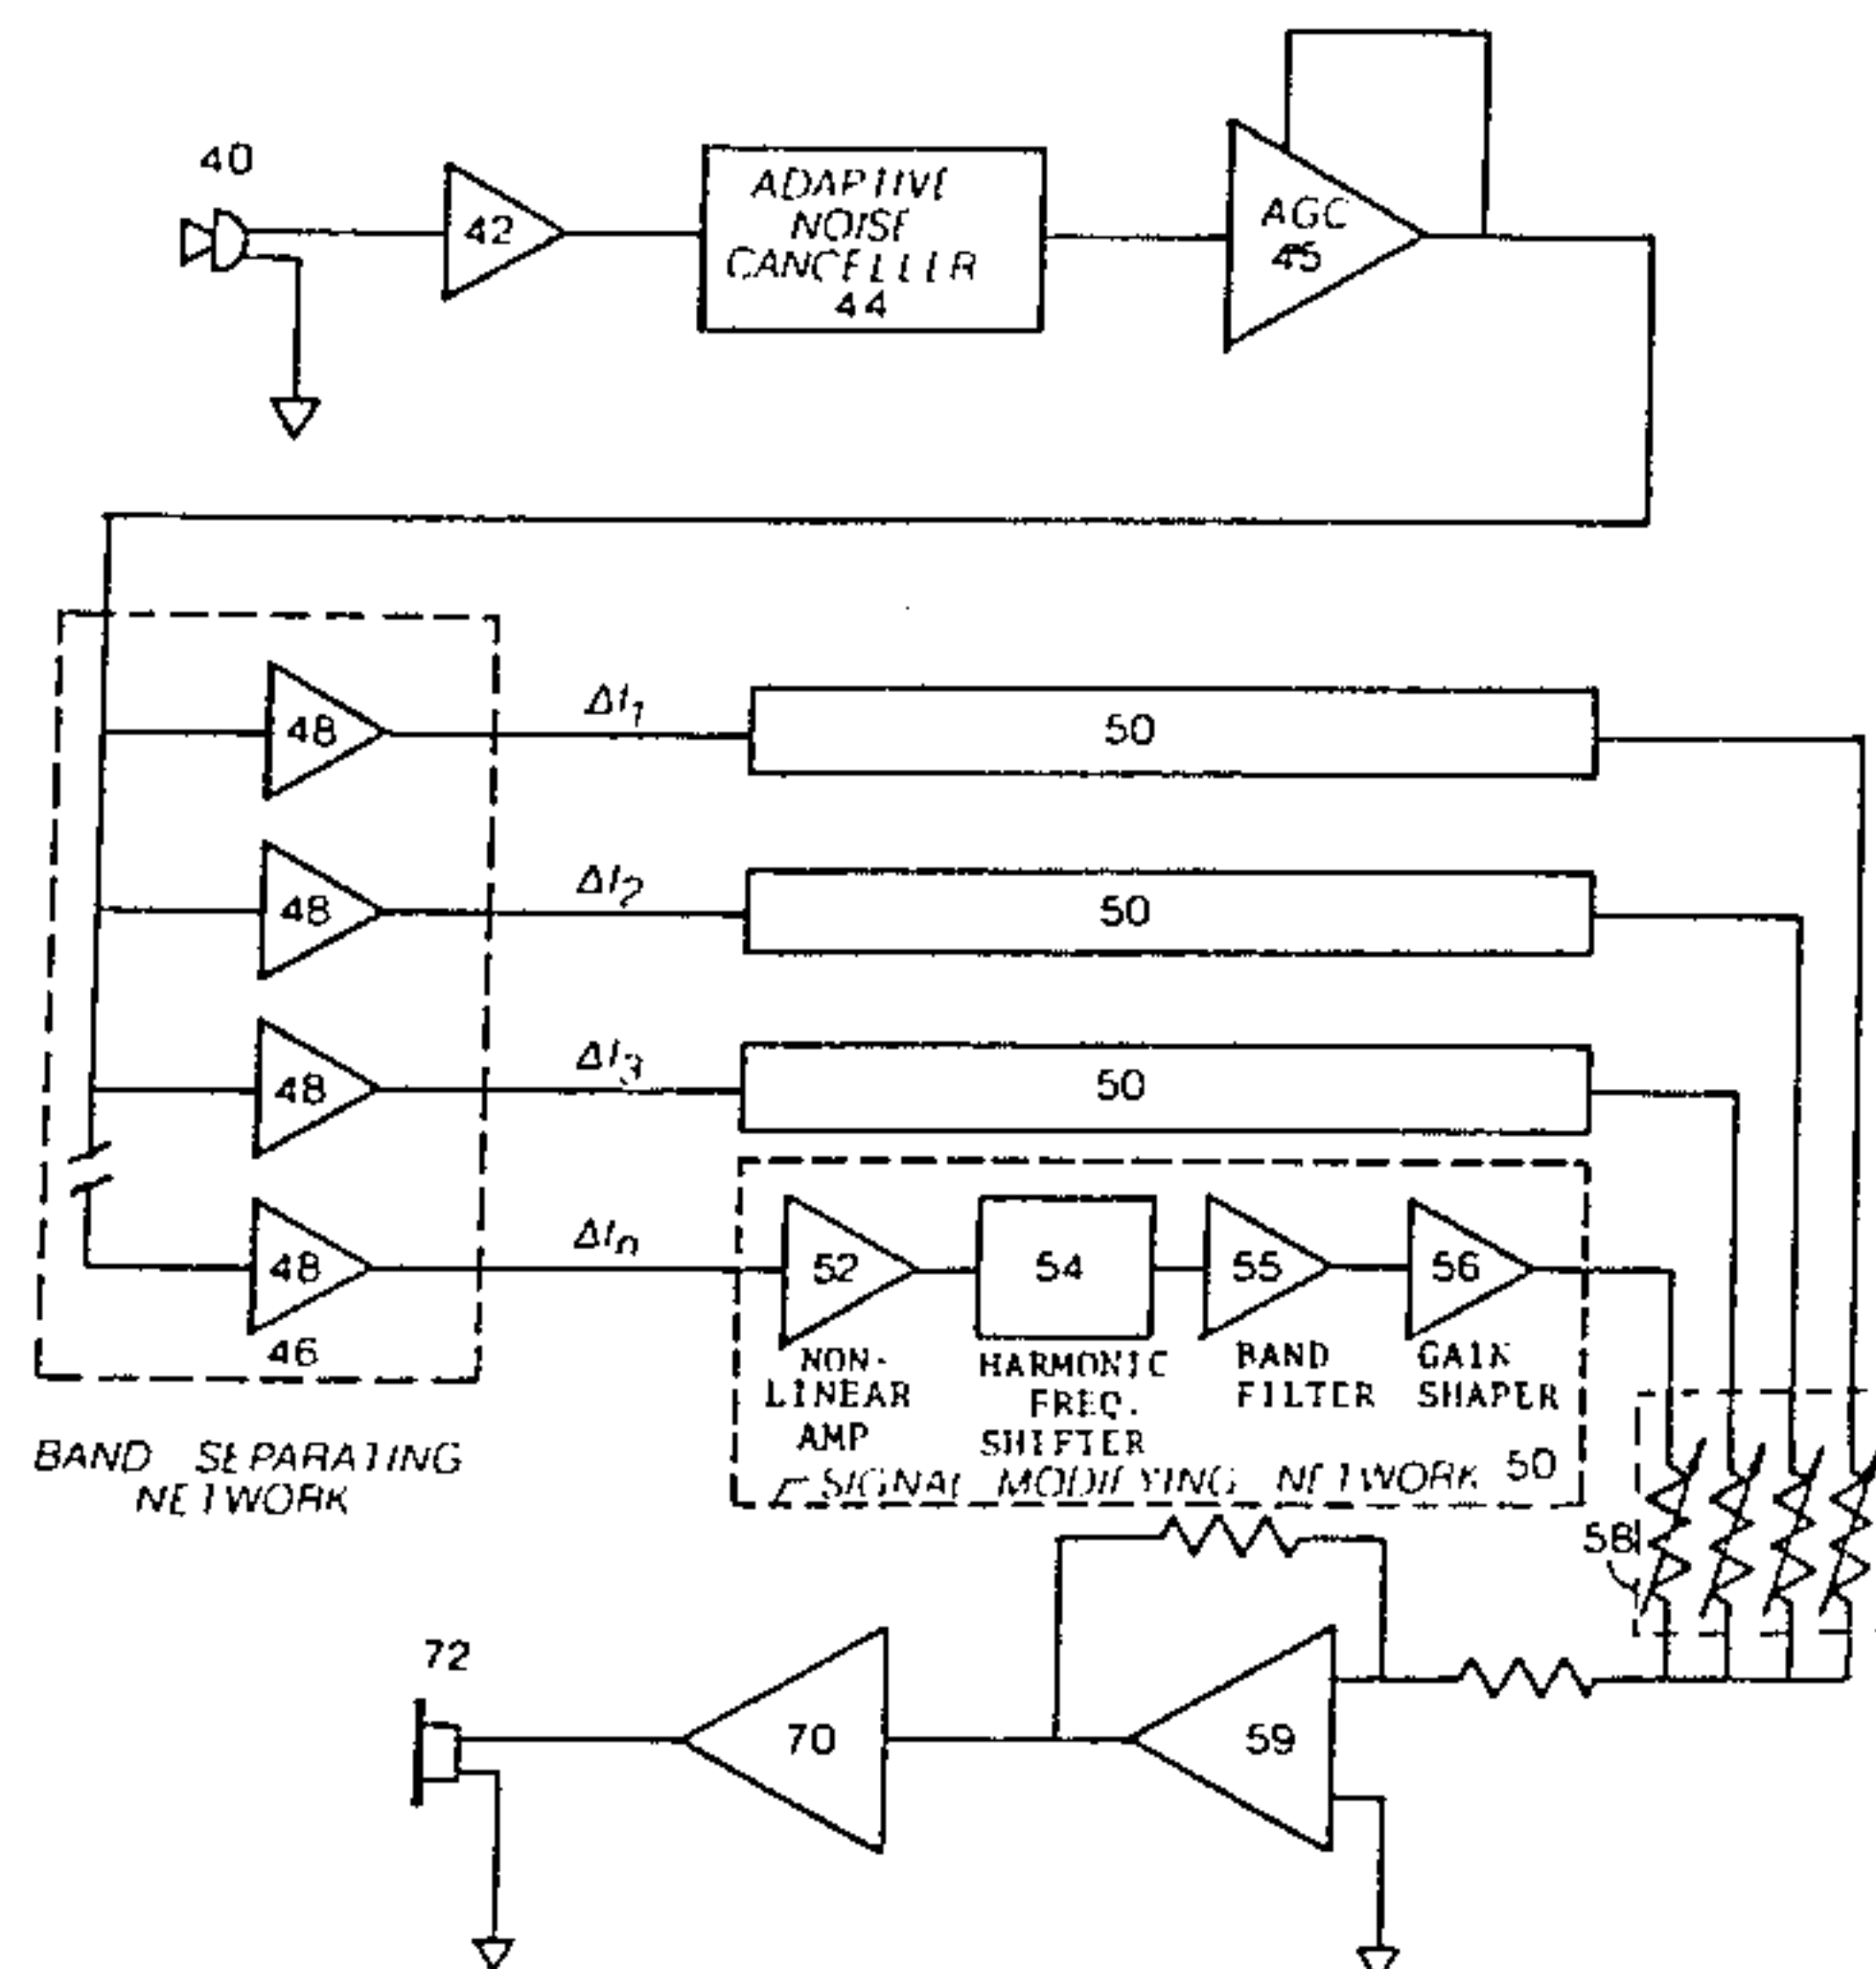 40
42
ADAPTIVE
NOISE
CANCELLER
44
AGC
45
48
Δf1
50
48
Δf2
50
48
Δf3
50
48
Δfn
46
BAND SEPARATING
NETWORK
52
54
55
56
NON-
LINEAR
AMP
HARMONIC
FREQ.
SHIFTER
BAND
FILTER
GAIN
SHAPER
SIGNAL MODIFYING NETWORK 50
58
72
70
59